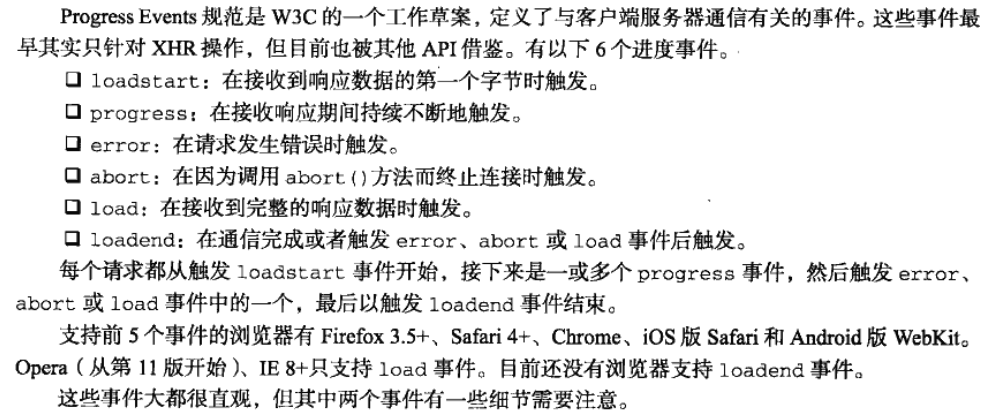 Progress Events 规范是 W3C 的一个工作草案，定义了与客户端服务器通信有关的事件。这些事件最
早其实只针对 XHR 操作，但目前也被其他 API 借鉴。有以下 6 个进度事件。
❑ loadstart：在接收到响应数据的第一个字节时触发。
❑ progress：在接收响应期间持续不断地触发。
❑ error：在请求发生错误时触发。
❑ abort：在因为调用 abort()方法而终止连接时触发。
❑ load：在接收到完整的响应数据时触发。
❑ loadend：在通信完成或者触发 error、abort 或 load 事件后触发。
每个请求都从触发 loadstart 事件开始，接下来是一或多个 progress 事件，然后触发 error、
abort 或 load 事件中的一个，最后以触发 loadend 事件结束。
支持前 5 个事件的浏览器有 Firefox 3.5+、Safari 4+、Chrome、iOS 版 Safari 和 Android 版 WebKit。
Opera（从第 11 版开始）、IE 8+只支持 load 事件。目前还没有浏览器支持 loadend 事件。
这些事件大都很直观，但其中两个事件有一些细节需要注意。